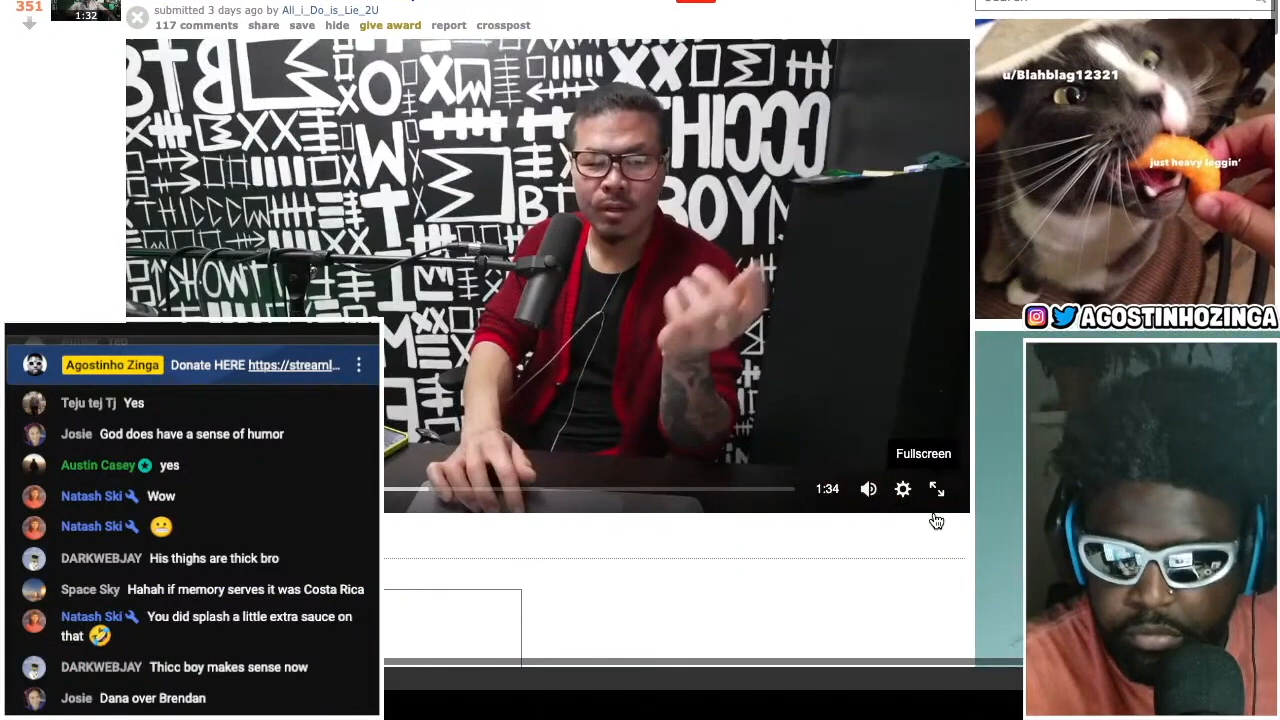 351
1:32
submitted 3 days ago by All_i_Do_is_Lie_2U
117 comments share save hide give award report crosspost
u/Blahblag12321
just heavy leggin'
THICC
BOY
BT
THICCC
AGOSTINHOZINGA
Agostinho Zinga Donate HERE https://streaml...
Teju tej Tj Yes
Josie God does have a sense of humor
Austin Casey yes
Natash Ski Wow
Natash Ski 😬
DARKWEBJAY His thighs are thick bro
Space Sky Hahah if memory serves it was Costa Rica
Natash Ski You did splash a little extra sauce on
that 🤣
DARKWEBJAY Thicc boy makes sense now
Josie Dana over Brendan
Fullscreen
1:34